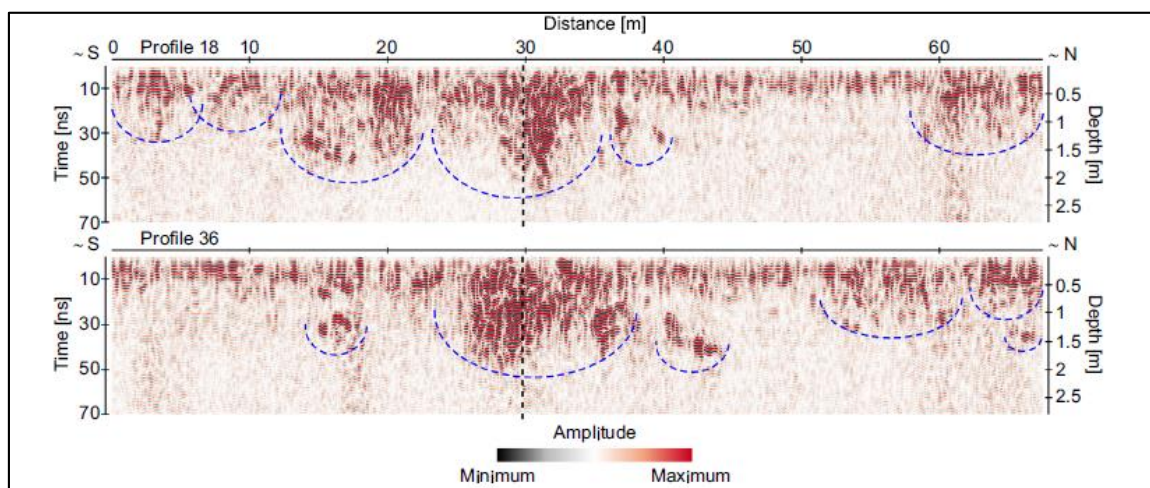 Distance [m]
~ S 0 Profile 18 10 20 30 40 50 60 ~ N
10 0.5
30 1
1.5
50 2
70 2.5
Time [ns]
Depth [m]
~ S Profile 36 ~ N
10 0.5
30 1
1.5
50 2
70 2.5
Time [ns]
Depth [m]
Amplitude
Minimum Maximum